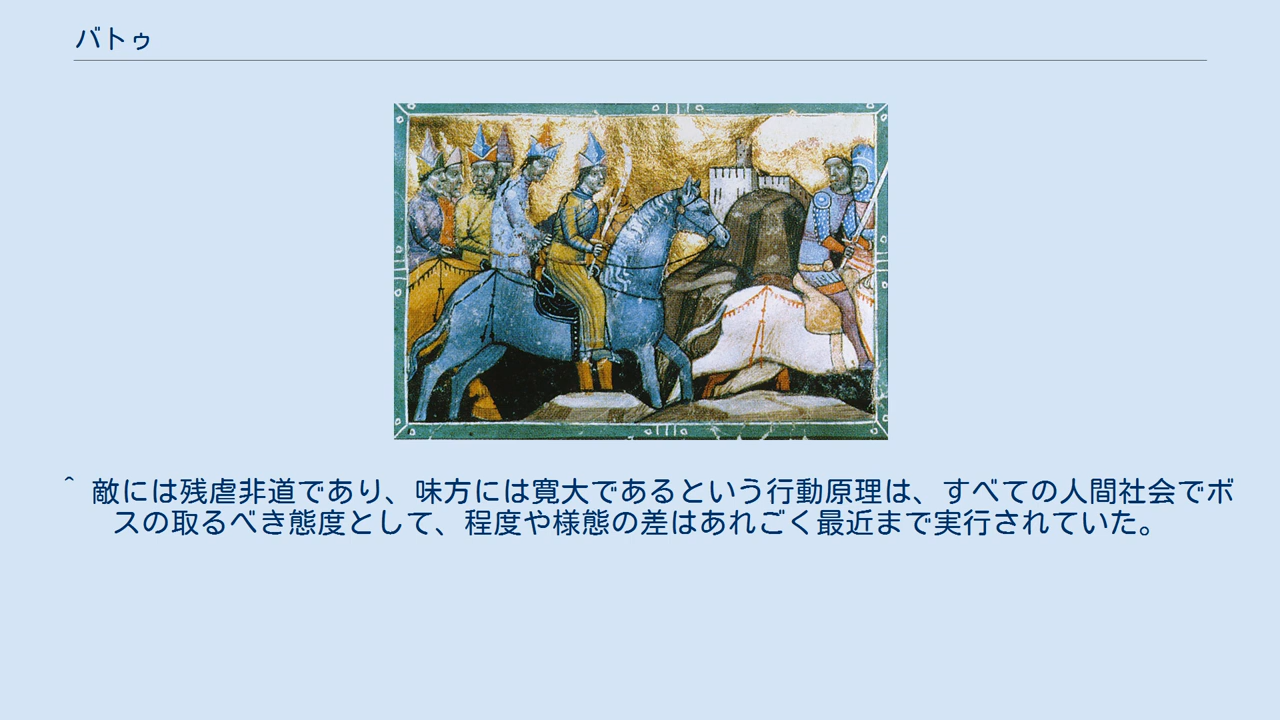 バトゥ
^ 敵には残虐非道であり、味方には寛大であるという行動原理は、すべての人間社会でボ
スの取るべき態度として、程度や様態の差はあれごく最近まで実行されていた。